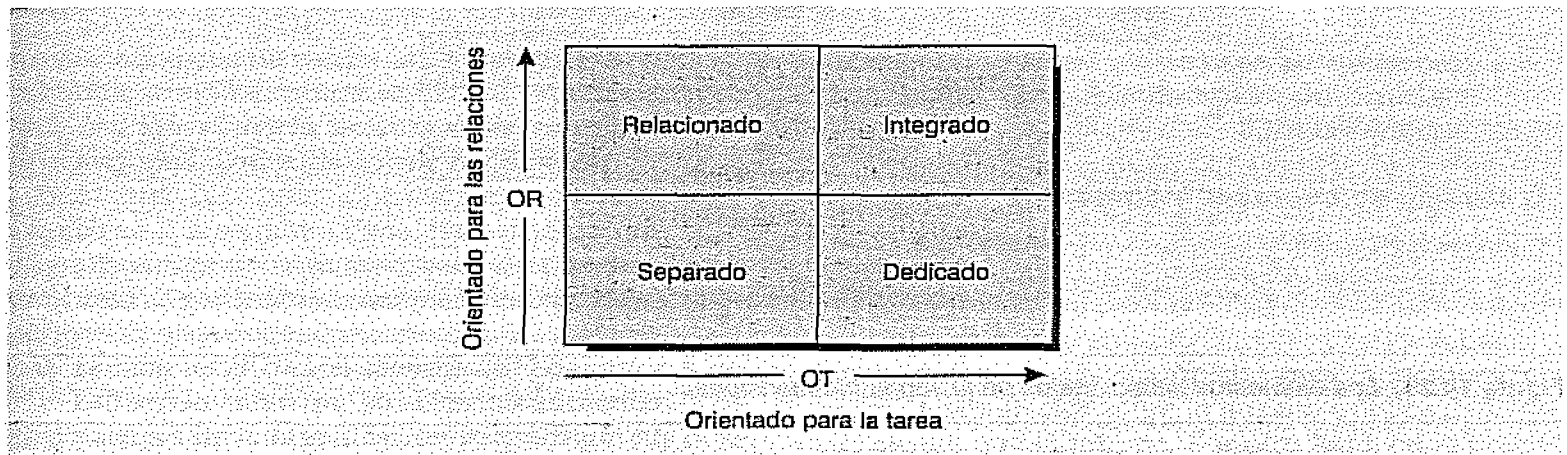 Orientado para las relaciones
OR
Relacionado
Integrado
Separado
Dedicado
OT
Orientado para la tarea